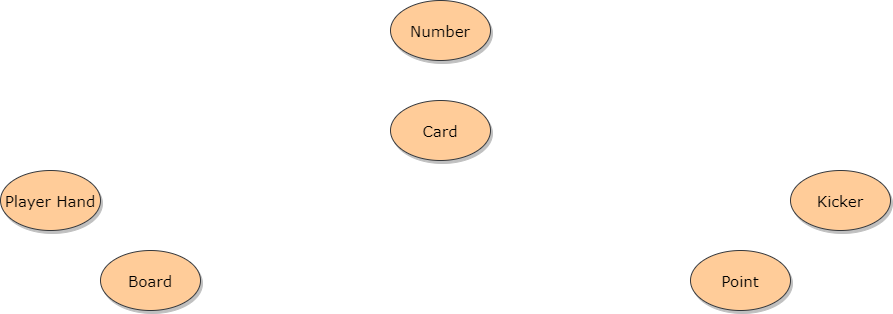 Number
Card
Player Hand
Kicker
Board
Point